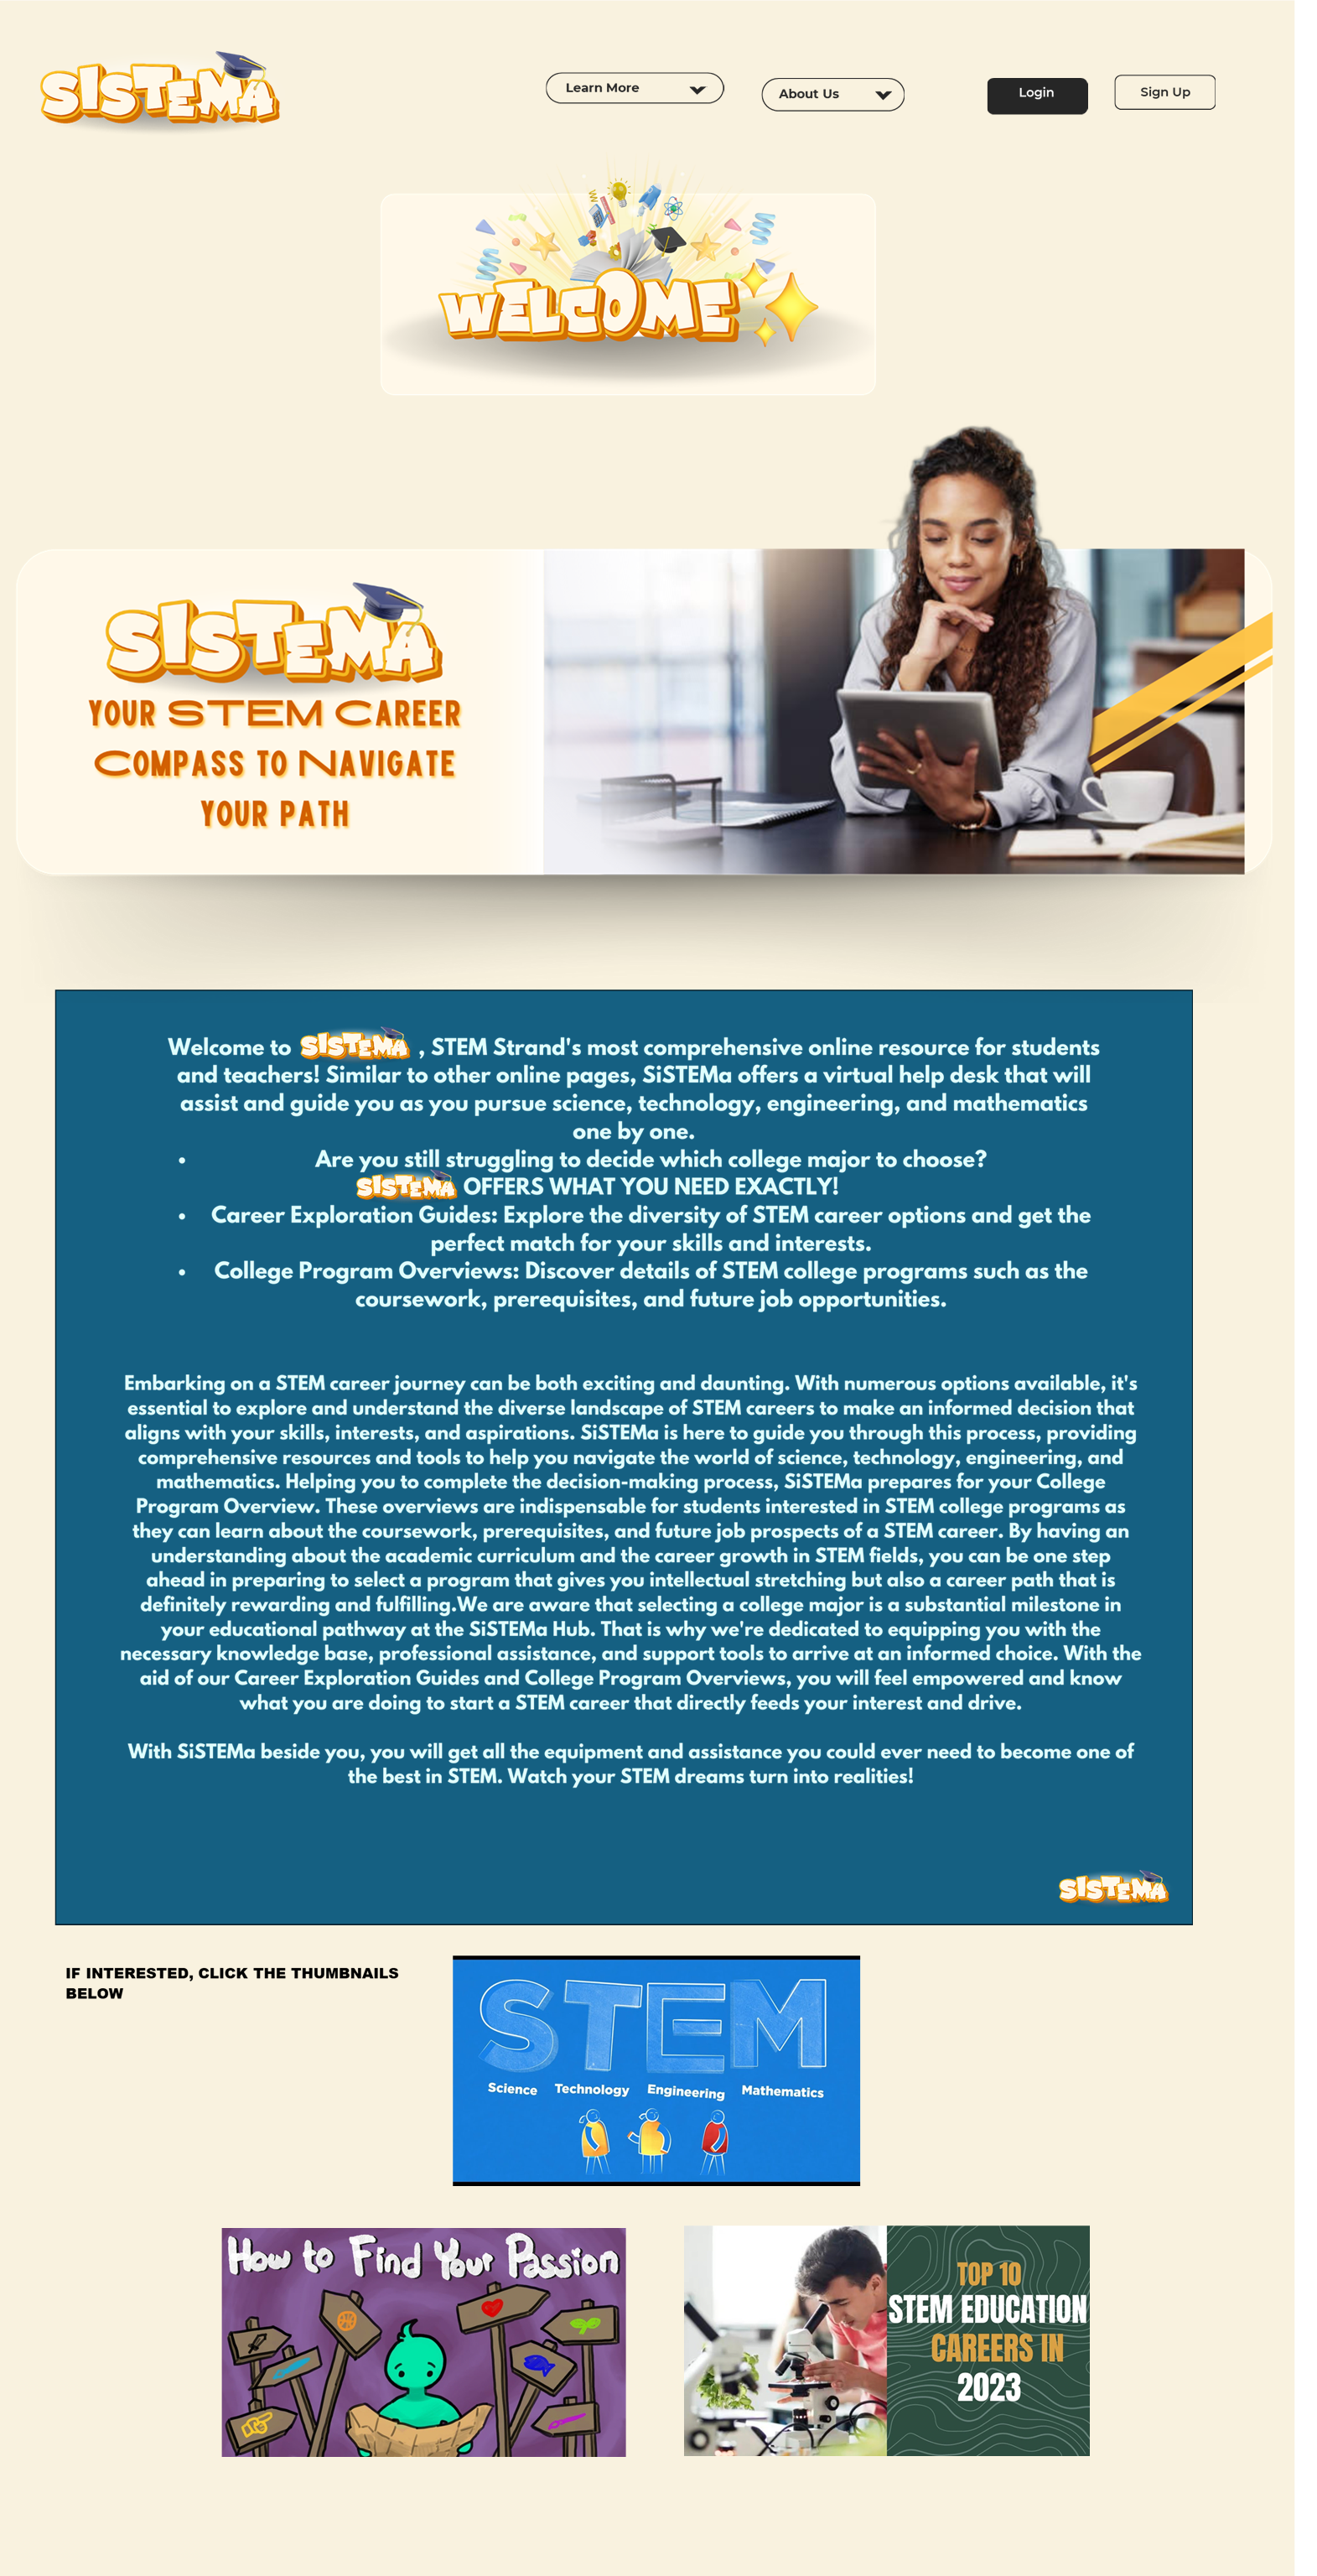 SISTEMA
Learn More
About Us
Login
Sign Up
WELCOME
SISTEMA
YOUR STEM CAREER
COMPASS TO NAVIGATE
YOUR PATH
Welcome to SISTEMA , STEM Strand's most comprehensive online resource for students
and teachers! Similar to other online pages, SiSTEMa offers a virtual help desk that will
assist and guide you as you pursue science, technology, engineering, and mathematics
one by one.
• Are you still struggling to decide which college major to choose?
SISTEMA OFFERS WHAT YOU NEED EXACTLY!
• Career Exploration Guides: Explore the diversity of STEM career options and get the
perfect match for your skills and interests.
• College Program Overviews: Discover details of STEM college programs such as the
coursework, prerequisites, and future job opportunities.
Embarking on a STEM career journey can be both exciting and daunting. With numerous options available, it's
essential to explore and understand the diverse landscape of STEM careers to make an informed decision that
aligns with your skills, interests, and aspirations. SiSTEMa is here to guide you through this process, providing
comprehensive resources and tools to help you navigate the world of science, technology, engineering, and
mathematics. Helping you to complete the decision-making process, SiSTEMa prepares for your College
Program Overview. These overviews are indispensable for students interested in STEM college programs as
they can learn about the coursework, prerequisites, and future job prospects of a STEM career. By having an
understanding about the academic curriculum and the career growth in STEM fields, you can be one step
ahead in preparing to select a program that gives you intellectual stretching but also a career path that is
definitely rewarding and fulfilling.We are aware that selecting a college major is a substantial milestone in
your educational pathway at the SiSTEMa Hub. That is why we're dedicated to equipping you with the
necessary knowledge base, professional assistance, and support tools to arrive at an informed choice. With the
aid of our Career Exploration Guides and College Program Overviews, you will feel empowered and know
what you are doing to start a STEM career that directly feeds your interest and drive.
With SiSTEMa beside you, you will get all the equipment and assistance you could ever need to become one of
the best in STEM. Watch your STEM dreams turn into realities!
SISTEMA
IF INTERESTED, CLICK THE THUMBNAILS
BELOW
STEM
Science Technology Engineering Mathematics
How to Find Your Passion
TOP 10
STEM EDUCATION
CAREERS IN
2023